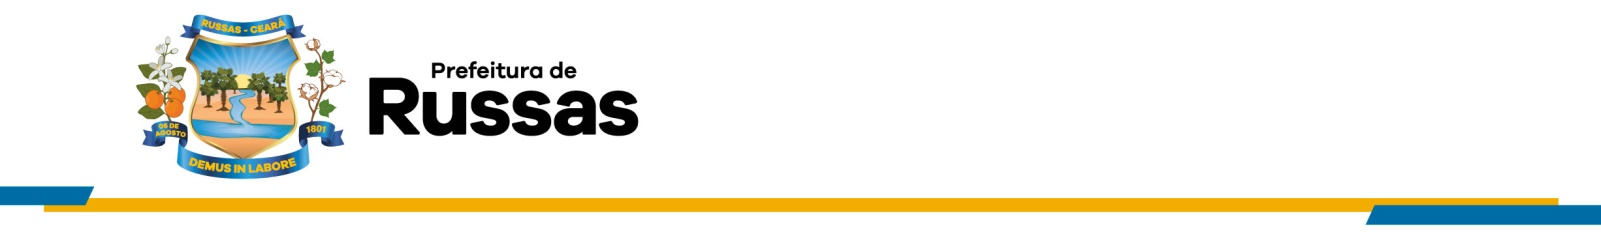 RUSSAS - CEARÁ
06 DE
AGOSTO
1801
DEMUS IN LABORE
Prefeitura de
Russas